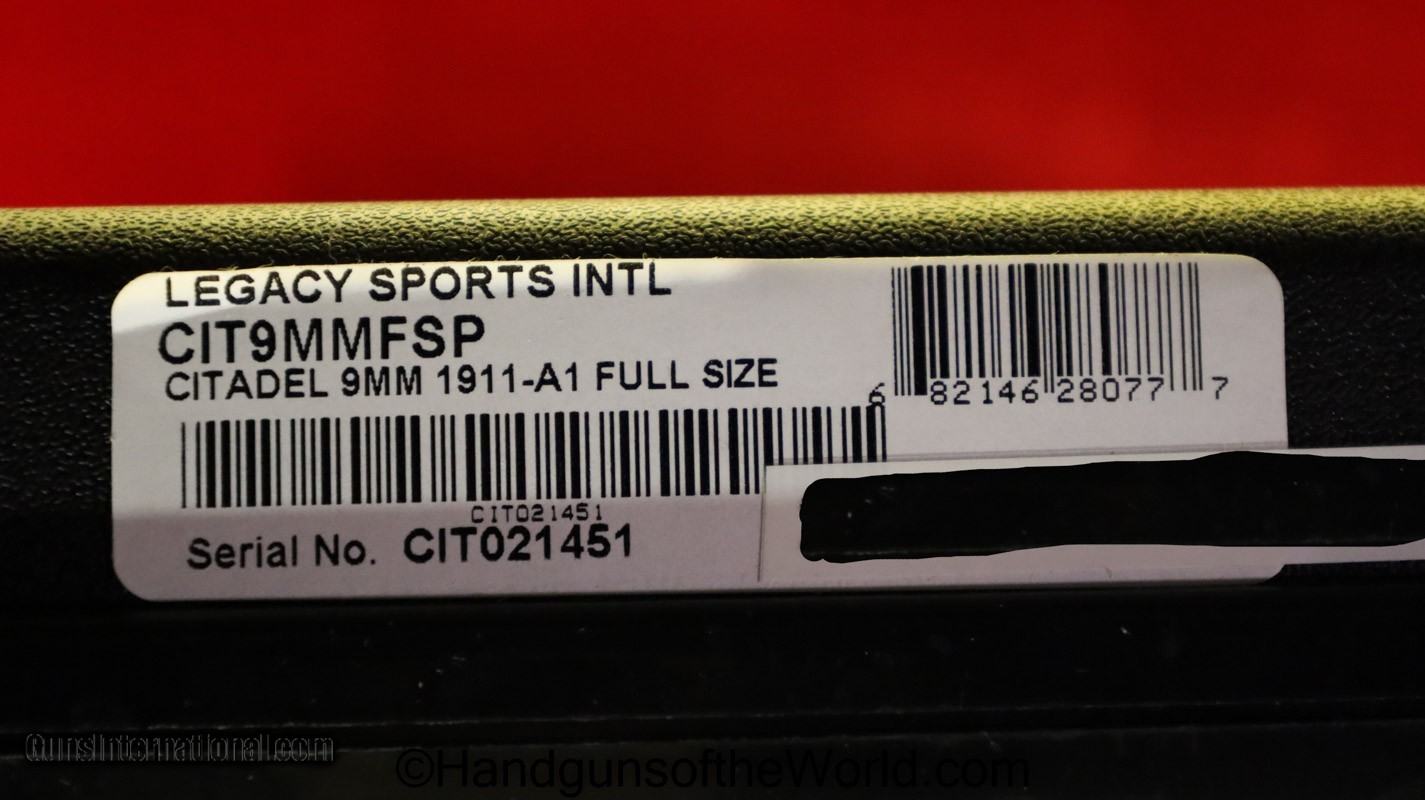 LEGACY SPORTS INTL
CIT9MMFSP
CITADEL 9MM 1911-A1 FULL SIZE
6 82146 28077 7
CIT021451
Serial No. CIT021451
GunsInternational.com
©HandgunsoftheWorld.com